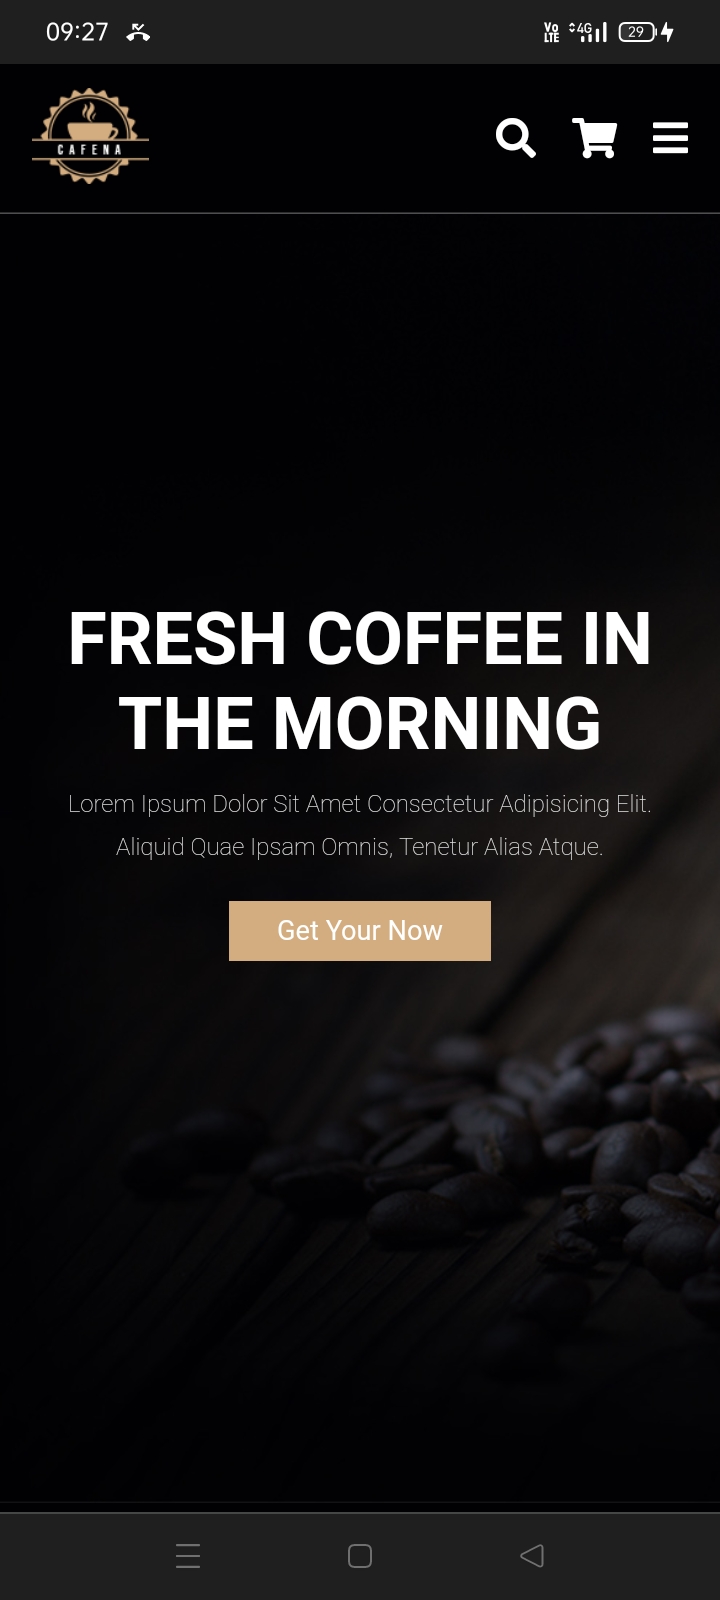 09:27
Vo
LTE
4G
29
CAFENA
FRESH COFFEE IN
THE MORNING
Lorem Ipsum Dolor Sit Amet Consectetur Adipisicing Elit.
Aliquid Quae Ipsam Omnis, Tenetur Alias Atque.
Get Your Now